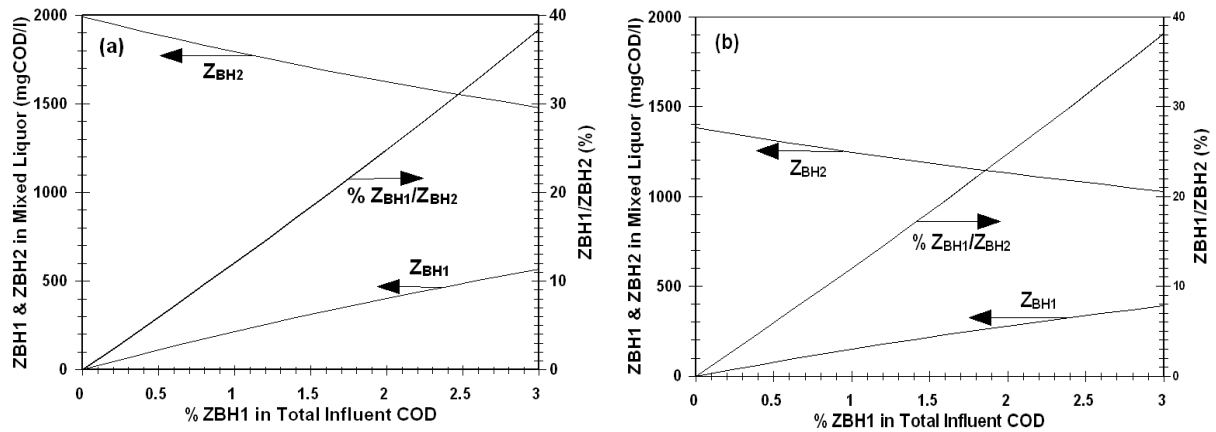 (a)
ZBH1 & ZBH2 in Mixed Liquor (mgCOD/l)
2000
1500
1000
500
0
ZBH2
% ZBH1/ZBH2
ZBH1
40
30
20
10
0
ZBH1/ZBH2 (%)
0 0.5 1 1.5 2 2.5 3
% ZBH1 in Total Influent COD
(b)
ZBH1 & ZBH2 in Mixed Liquor (mgCOD/l)
2000
1500
1000
500
0
ZBH2
% ZBH1/ZBH2
ZBH1
40
30
20
10
0
ZBH1/ZBH2 (%)
0 0.5 1 1.5 2 2.5 3
% ZBH1 in Total Influent COD